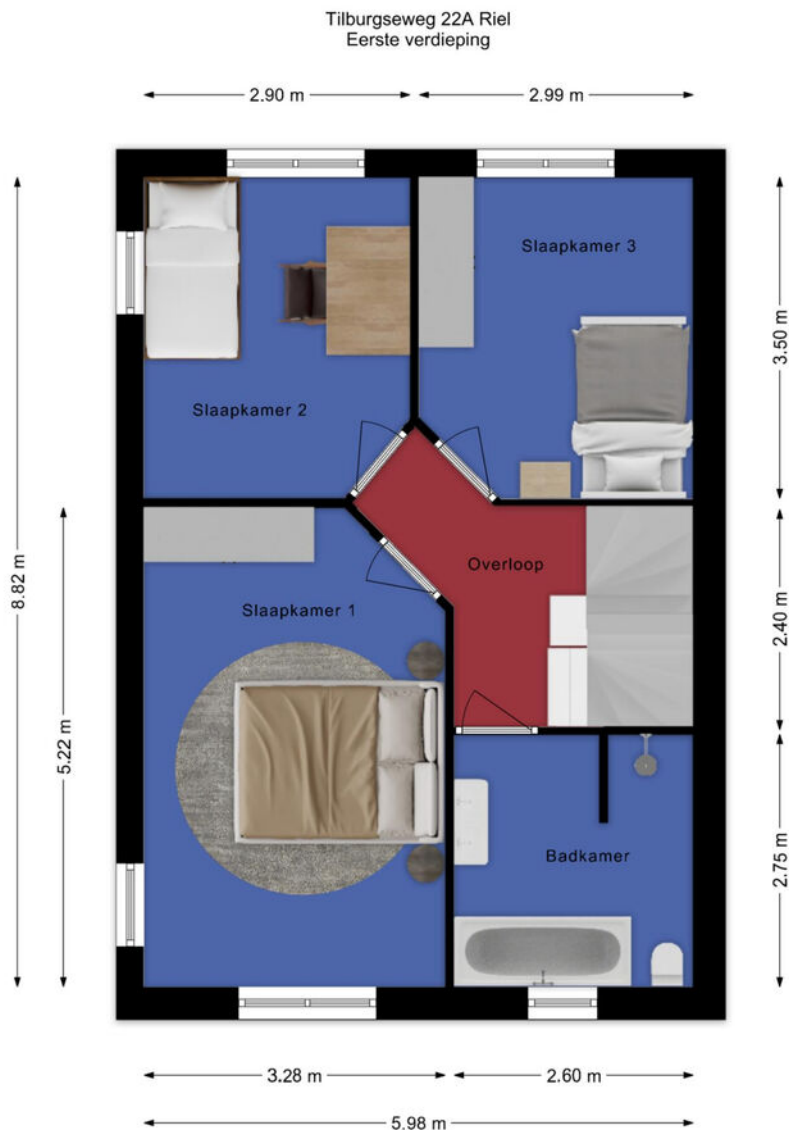 Tilburgseweg 22A Riel
Eerste verdieping
2.90 m
2.99 m
Slaapkamer 3
3.50 m
Slaapkamer 2
8.82 m
Overloop
Slaapkamer 1
2.40 m
5.22 m
Badkamer
2.75 m
3.28 m
2.60 m
5.98 m